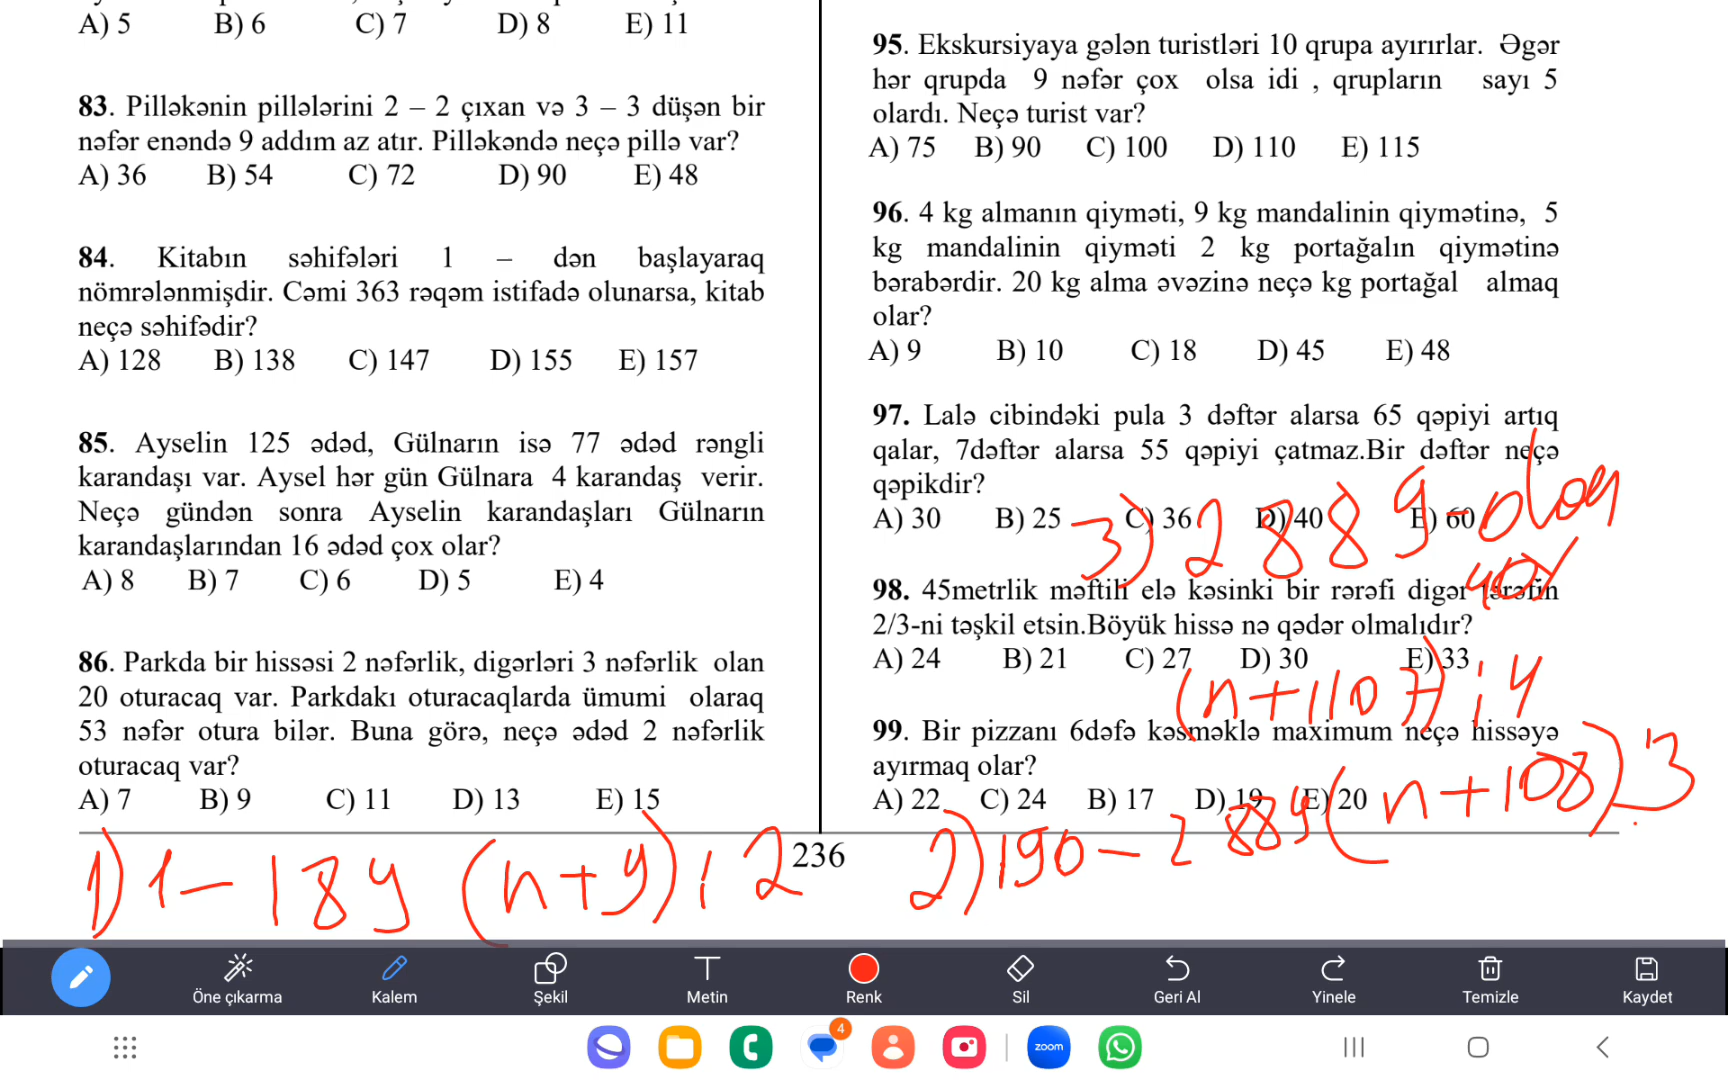 A) 5 B) 6 C) 7 D) 8 E) 11
83. Pilləkənin pillələrini 2 – 2 çıxan və 3 – 3 düşən bir
nəfər enəndə 9 addım az atır. Pilləkəndə neçə pillə var?
A) 36 B) 54 C) 72 D) 90 E) 48
84. Kitabın səhifələri 1 – dən başlayaraq
nömrələnmişdir. Cəmi 363 rəqəm istifadə olunarsa, kitab
neçə səhifədir?
A) 128 B) 138 C) 147 D) 155 E) 157
85. Ayselin 125 ədəd, Gülnarın isə 77 ədəd rəngli
karandaşı var. Aysel hər gün Gülnara 4 karandaş verir.
Neçə gündən sonra Ayselin karandaşları Gülnarın
karandaşlarından 16 ədəd çox olar?
A) 8 B) 7 C) 6 D) 5 E) 4
86. Parkda bir hissəsi 2 nəfərlik, digərləri 3 nəfərlik olan
20 oturacaq var. Parkdakı oturacaqlarda ümumi olaraq
53 nəfər otura bilər. Buna görə, neçə ədəd 2 nəfərlik
oturacaq var?
A) 7 B) 9 C) 11 D) 13 E) 15
95. Ekskursiyaya gələn turistləri 10 qrupa ayırırlar. Əgər
hər qrupda 9 nəfər çox olsa idi , qrupların sayı 5
olardı. Neçə turist var?
A) 75 B) 90 C) 100 D) 110 E) 115
96. 4 kg almanın qiyməti, 9 kg mandalinin qiymətinə, 5
kg mandalinin qiyməti 2 kg portağalın qiymətinə
bərabərdir. 20 kg alma əvəzinə neçə kg portağal almaq
olar?
A) 9 B) 10 C) 18 D) 45 E) 48
97. Lalə cibindəki pula 3 dəftər alarsa 65 qəpiyi artıq
qalar, 7dəftər alarsa 55 qəpiyi çatmaz.Bir dəftər neçə
qəpikdir?
A) 30 B) 25 C) 36 D) 40 E) 60
3) 2889-dan
98. 45metrlik məftili elə kəsinki bir rərəfi digər tərəfin
2/3-ni təşkil etsin.Böyük hissə nə qədər olmalıdır?
A) 24 B) 21 C) 27 D) 30 E) 33
(n+1107):4
99. Bir pizzanı 6dəfə kəsməklə maximum neçə hissəyə
ayırmaq olar?
A) 22 C) 24 B) 17 D) 19 E) 20
1) 1-189 (n+9):2
236
2) 190-2889 (n+108):3
Öne çıkarma Kalem Şekil Metin Renk Sil Geri Al Yinele Temizle Kaydet
4
zoom